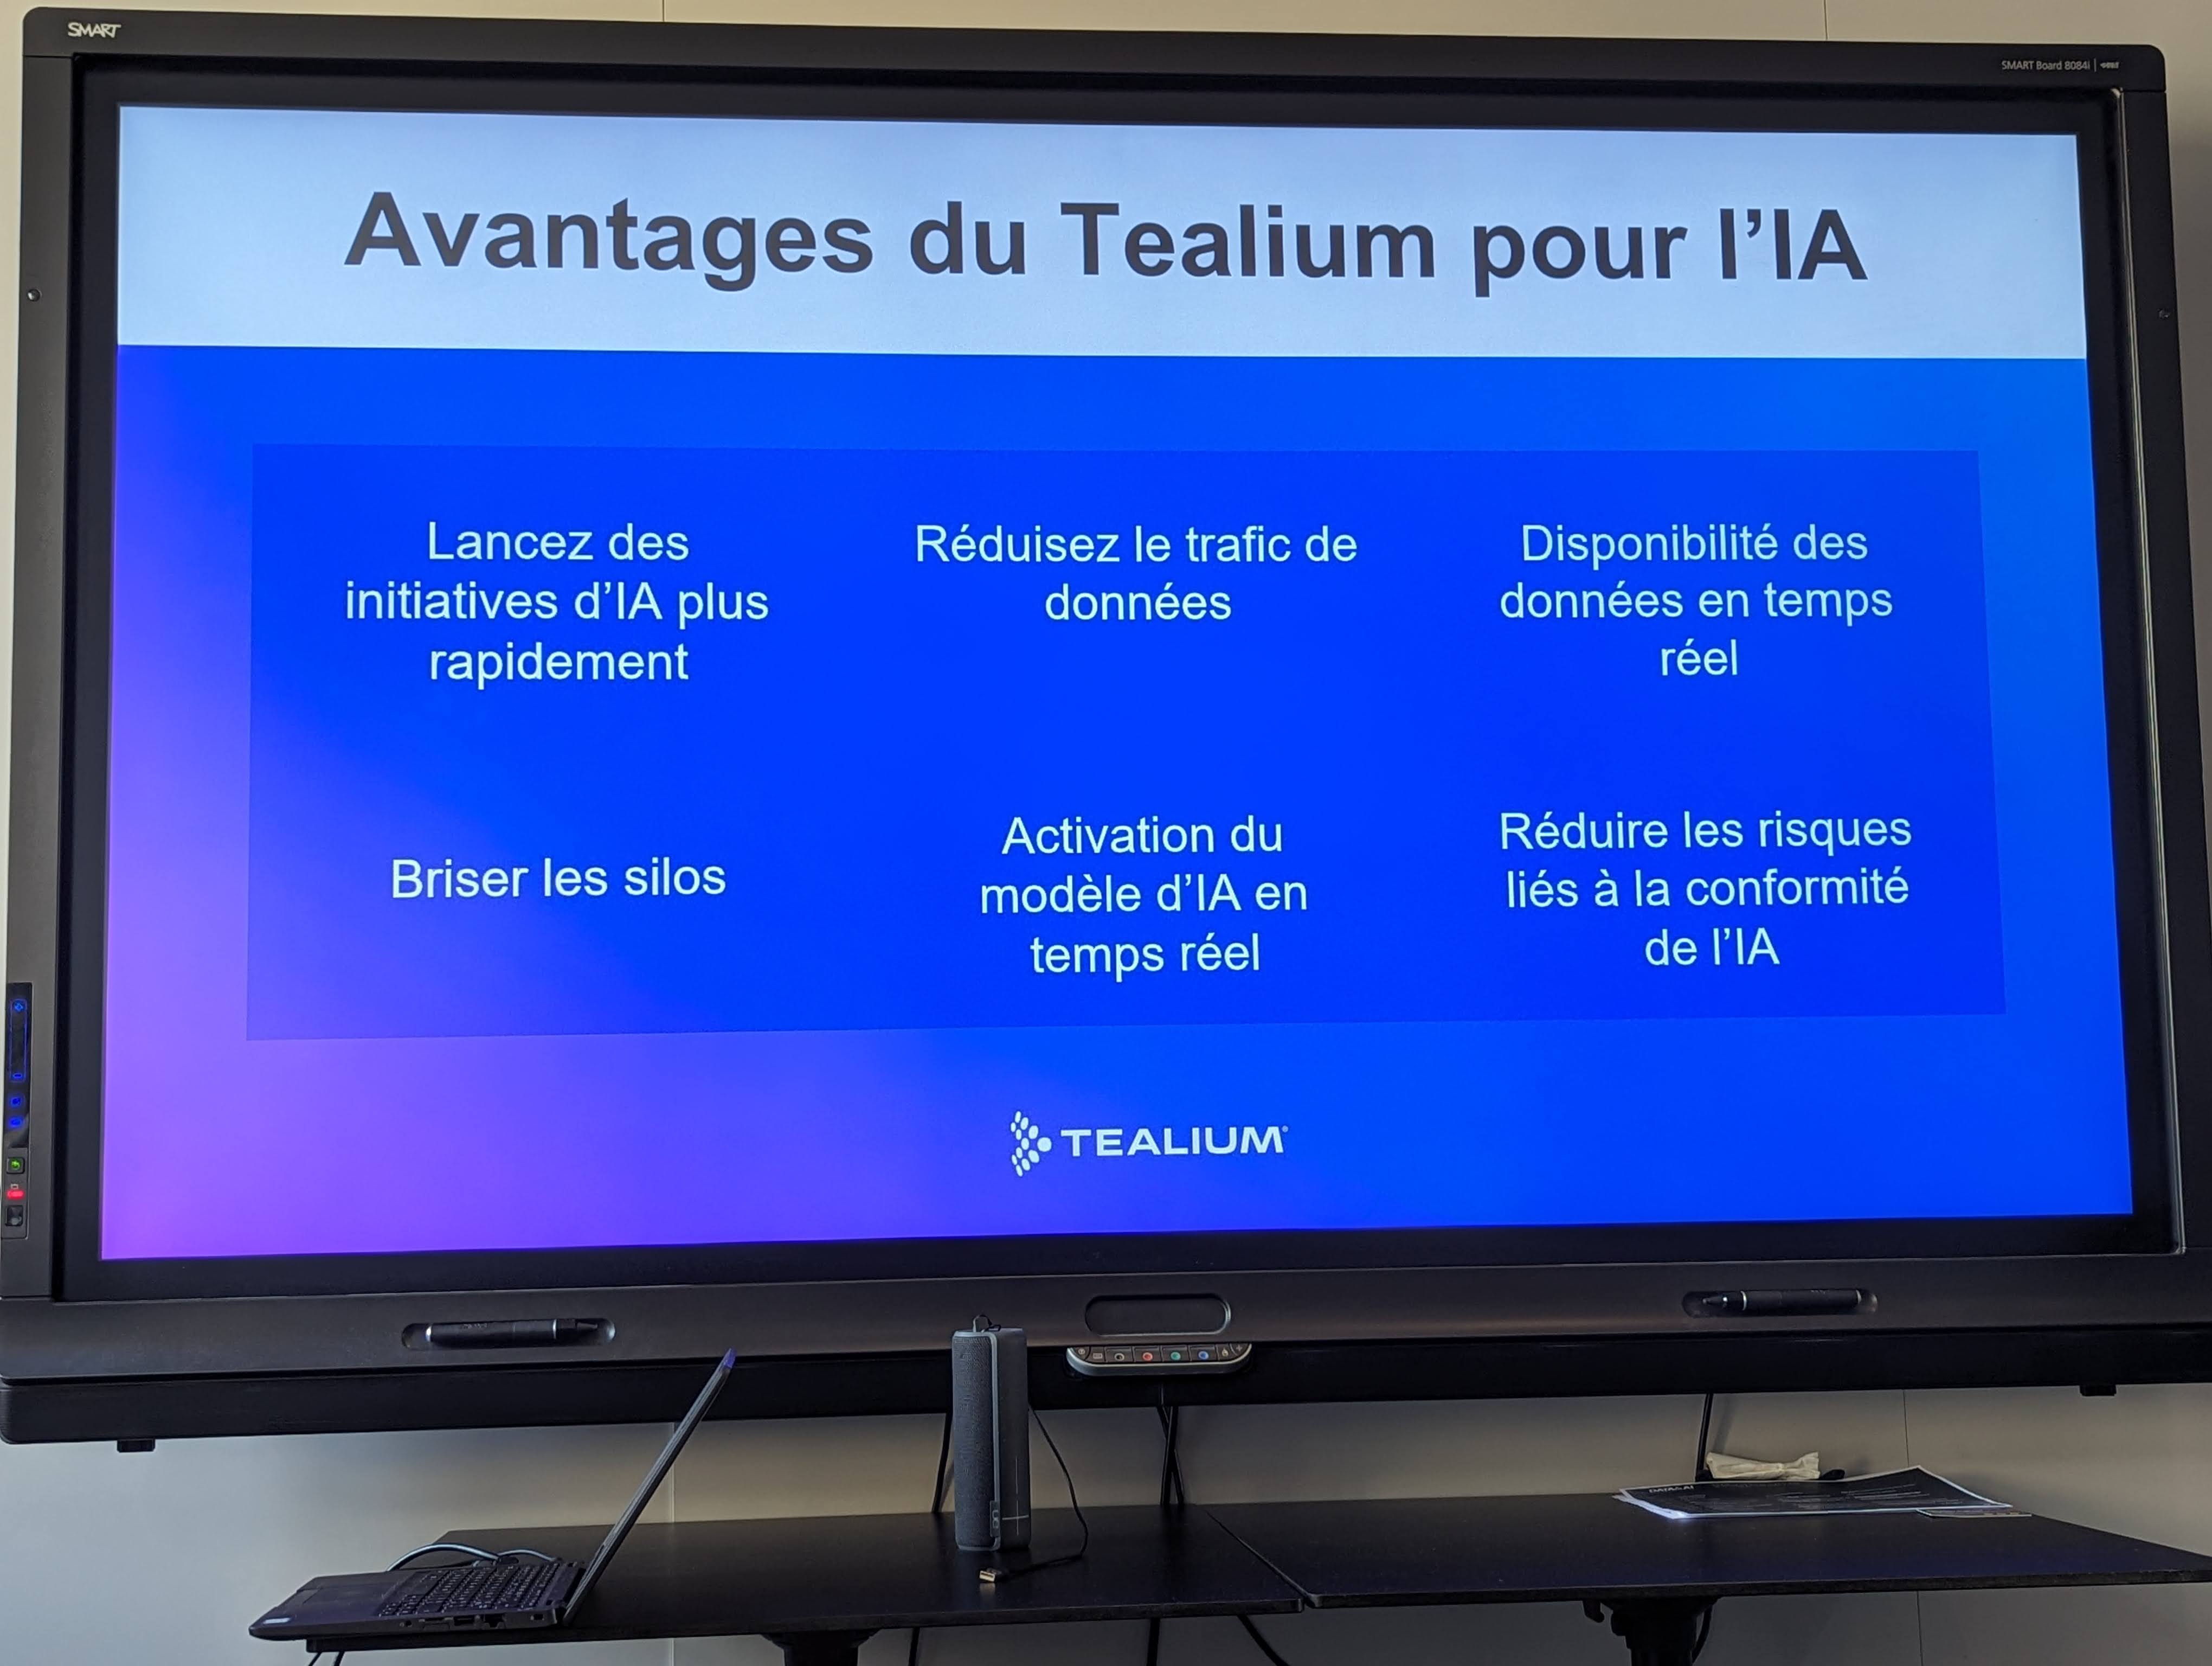 SMART
SMART Board 8084i
Avantages du Tealium pour l’IA
Lancez des
initiatives d’IA plus
rapidement
Réduisez le trafic de
données
Disponibilité des
données en temps
réel
Briser les silos
Activation du
modèle d’IA en
temps réel
Réduire les risques
liés à la conformité
de l’IA
TEALIUM